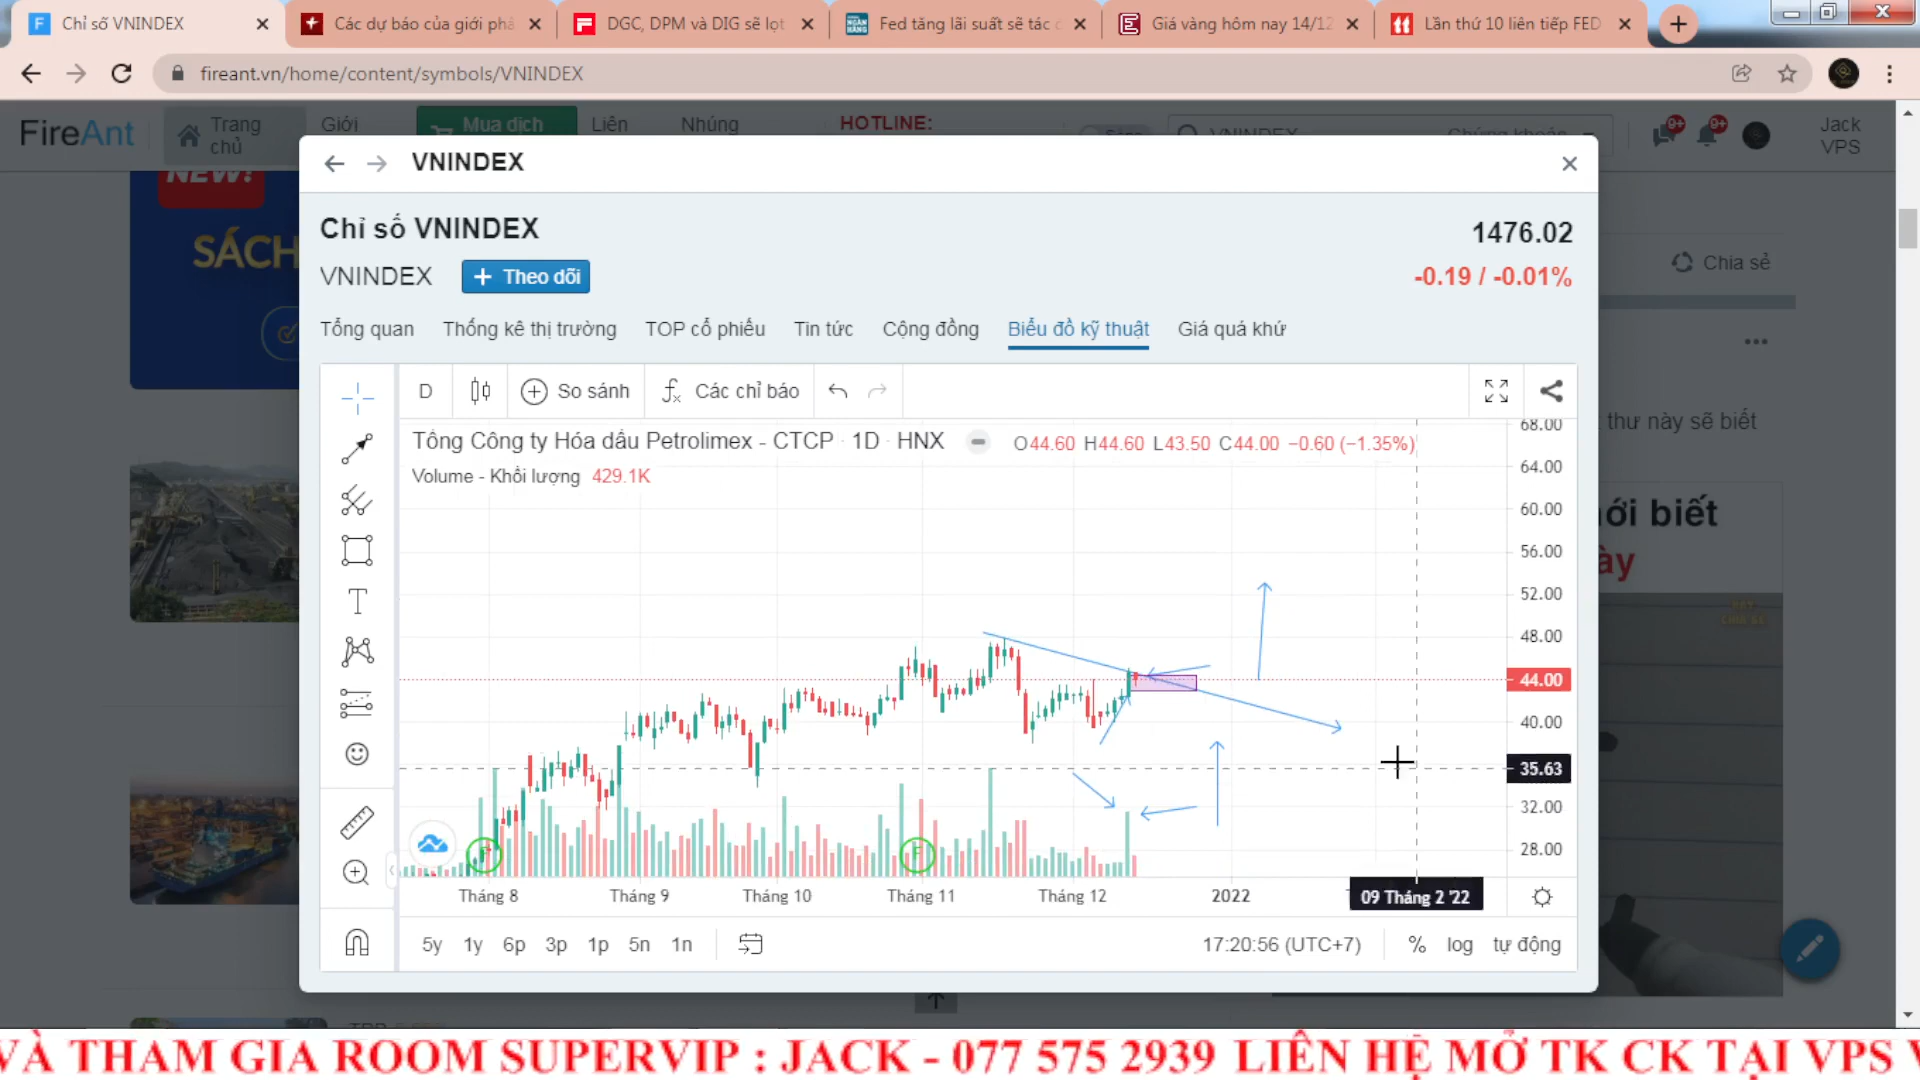 Chỉ số VNINDEX
Các dự báo của giới ph
DGC, DPM và DIG sẽ lọt
Fed tăng lãi suất sẽ tác
Giá vàng hôm nay 14/12
Lần thứ 10 liên tiếp FED
fireant.vn/home/content/symbols/VNINDEX
FireAnt
Trang chủ
Giới
Mua dịch
Liên
Nhúng
HOTLINE:
VNINDEX
Chứng khoán
9+
9+
Jack VPS
NEW!
SÁCH
VNINDEX
Chỉ số VNINDEX
1476.02
VNINDEX
Theo dõi
-0.19 / -0.01%
Chia sẻ
Tổng quan
Thống kê thị trường
TOP cổ phiếu
Tin tức
Cộng đồng
Biểu đồ kỹ thuật
Giá quá khứ
D
So sánh
Các chỉ báo
thư này sẽ biết
Tổng Công ty Hóa dầu Petrolimex - CTCP · 1D · HNX
O44.60 H44.60 L43.50 C44.00 −0.60 (−1.35%)
Volume - Khối lượng 429.1K
68.00
64.00
60.00
56.00
52.00
48.00
44.00
40.00
35.63
32.00
28.00
ới biết
ày
F
F
Tháng 8
Tháng 9
Tháng 10
Tháng 11
Tháng 12
2022
09 Tháng 2 '22
5y
1y
6p
3p
1p
5n
1n
17:20:56 (UTC+7)
%
log
tự động
VÀ THAM GIA ROOM SUPERVIP : JACK - 077 575 2939 LIÊN HỆ MỞ TK CK TẠI VPS